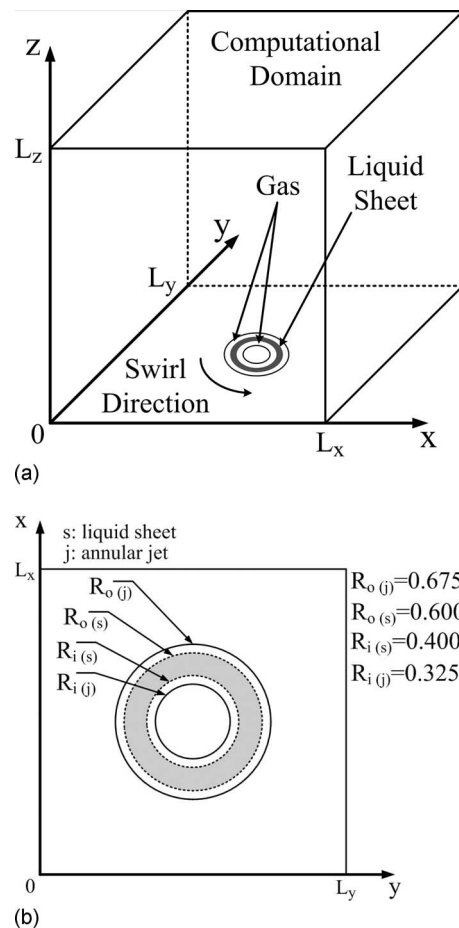 z
Computational
Domain
L_z
Gas
Liquid
Sheet
y
L_y
Swirl
Direction
0
L_x
x
(a)
x
s: liquid sheet
j: annular jet
L_x
R_o (j)
R_o (j)=0.675
R_o (s)
R_o (s)=0.600
R_i (s)
R_i (s)=0.400
R_i (j)
R_i (j)=0.325
0
L_y
y
(b)